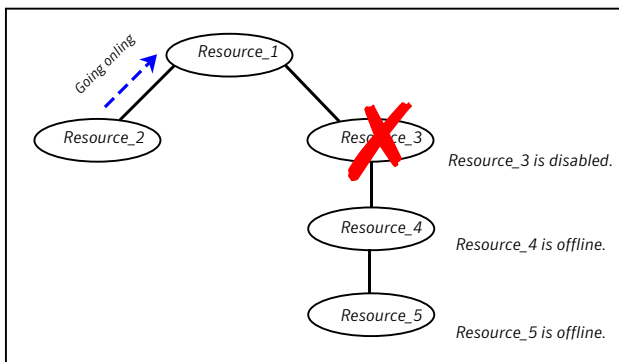 Going onling
Resource_1
Resource_2
Resource_3
Resource_3 is disabled.
Resource_4
Resource_4 is offline.
Resource_5
Resource_5 is offline.